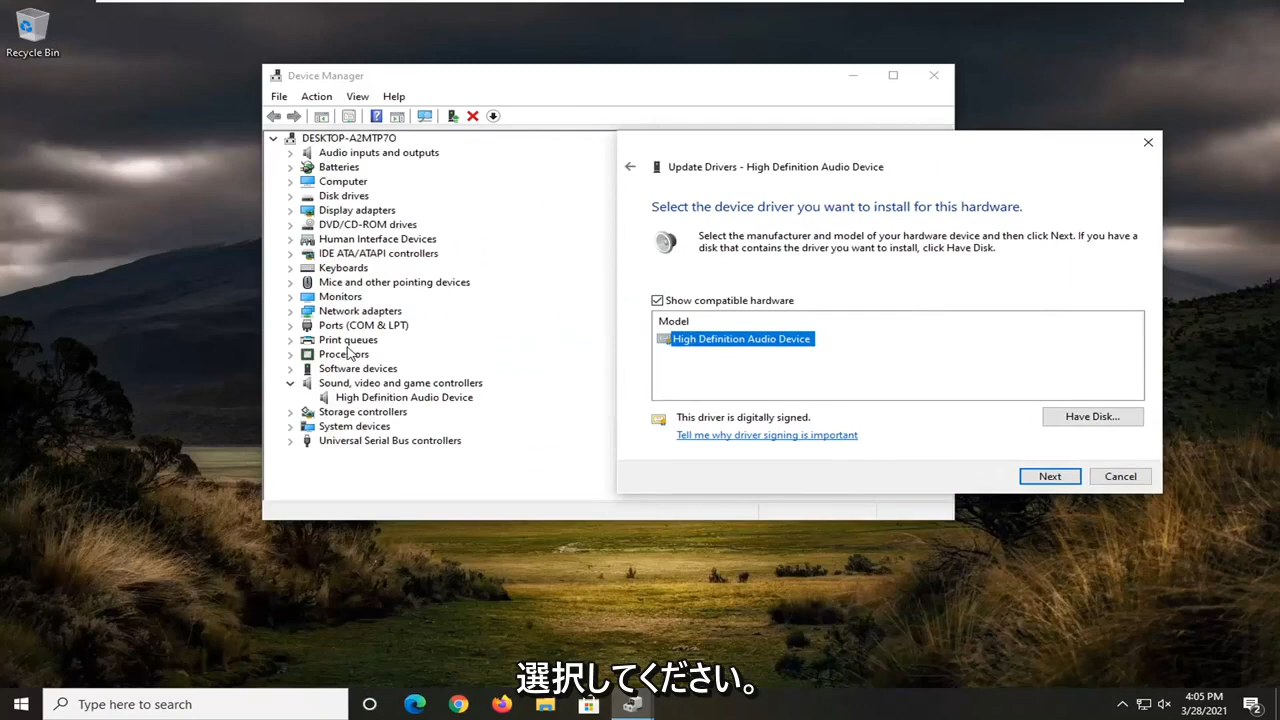 Recycle Bin
Device Manager
File Action View Help
DESKTOP-A2MTP7O
Audio inputs and outputs
Batteries
Computer
Disk drives
Display adapters
DVD/CD-ROM drives
Human Interface Devices
IDE ATA/ATAPI controllers
Keyboards
Mice and other pointing devices
Monitors
Network adapters
Ports (COM & LPT)
Print queues
Processors
Software devices
Sound, video and game controllers
High Definition Audio Device
Storage controllers
System devices
Universal Serial Bus controllers
Update Drivers - High Definition Audio Device
Select the device driver you want to install for this hardware.
Select the manufacturer and model of your hardware device and then click Next. If you have a
disk that contains the driver you want to install, click Have Disk.
Show compatible hardware
Model
High Definition Audio Device
This driver is digitally signed.
Have Disk...
Tell me why driver signing is important
Next
Cancel
選択してください。
Type here to search
4:05 PM
3/28/2021
2